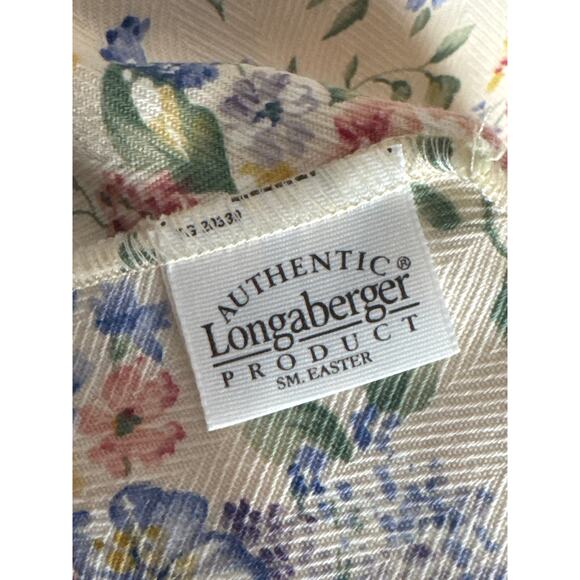 AUTHENTIC®
Longaberger
PRODUCT
SM. EASTER